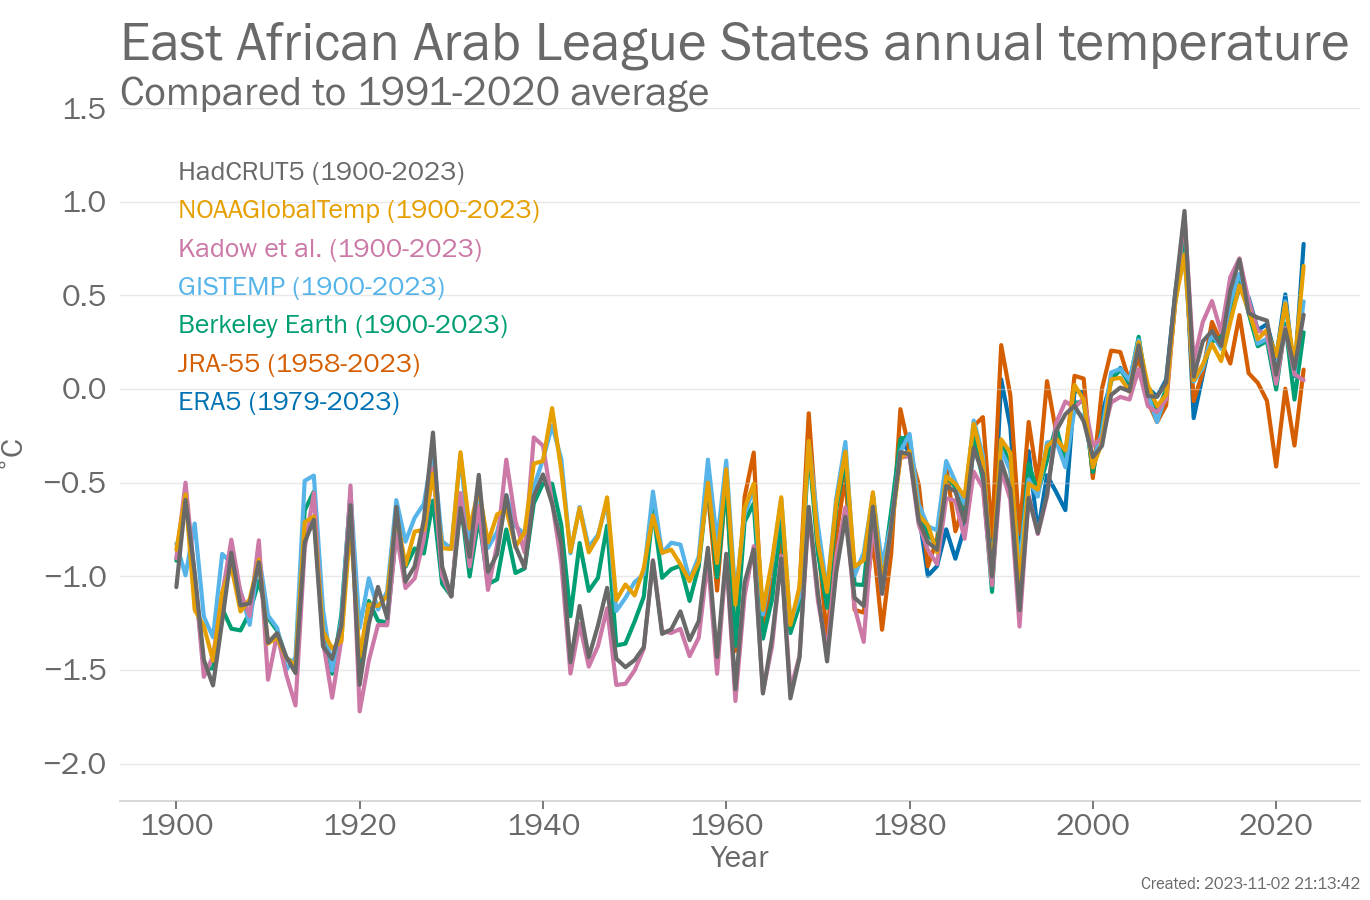 East African Arab League States annual temperature
Compared to 1991-2020 average
1.5
1.0
0.5
0.0
−0.5
−1.0
−1.5
−2.0
°C
HadCRUT5 (1900-2023)
NOAAGlobalTemp (1900-2023)
Kadow et al. (1900-2023)
GISTEMP (1900-2023)
Berkeley Earth (1900-2023)
JRA-55 (1958-2023)
ERA5 (1979-2023)
1900 1920 1940 1960 1980 2000 2020
Year
Created: 2023-11-02 21:13:42